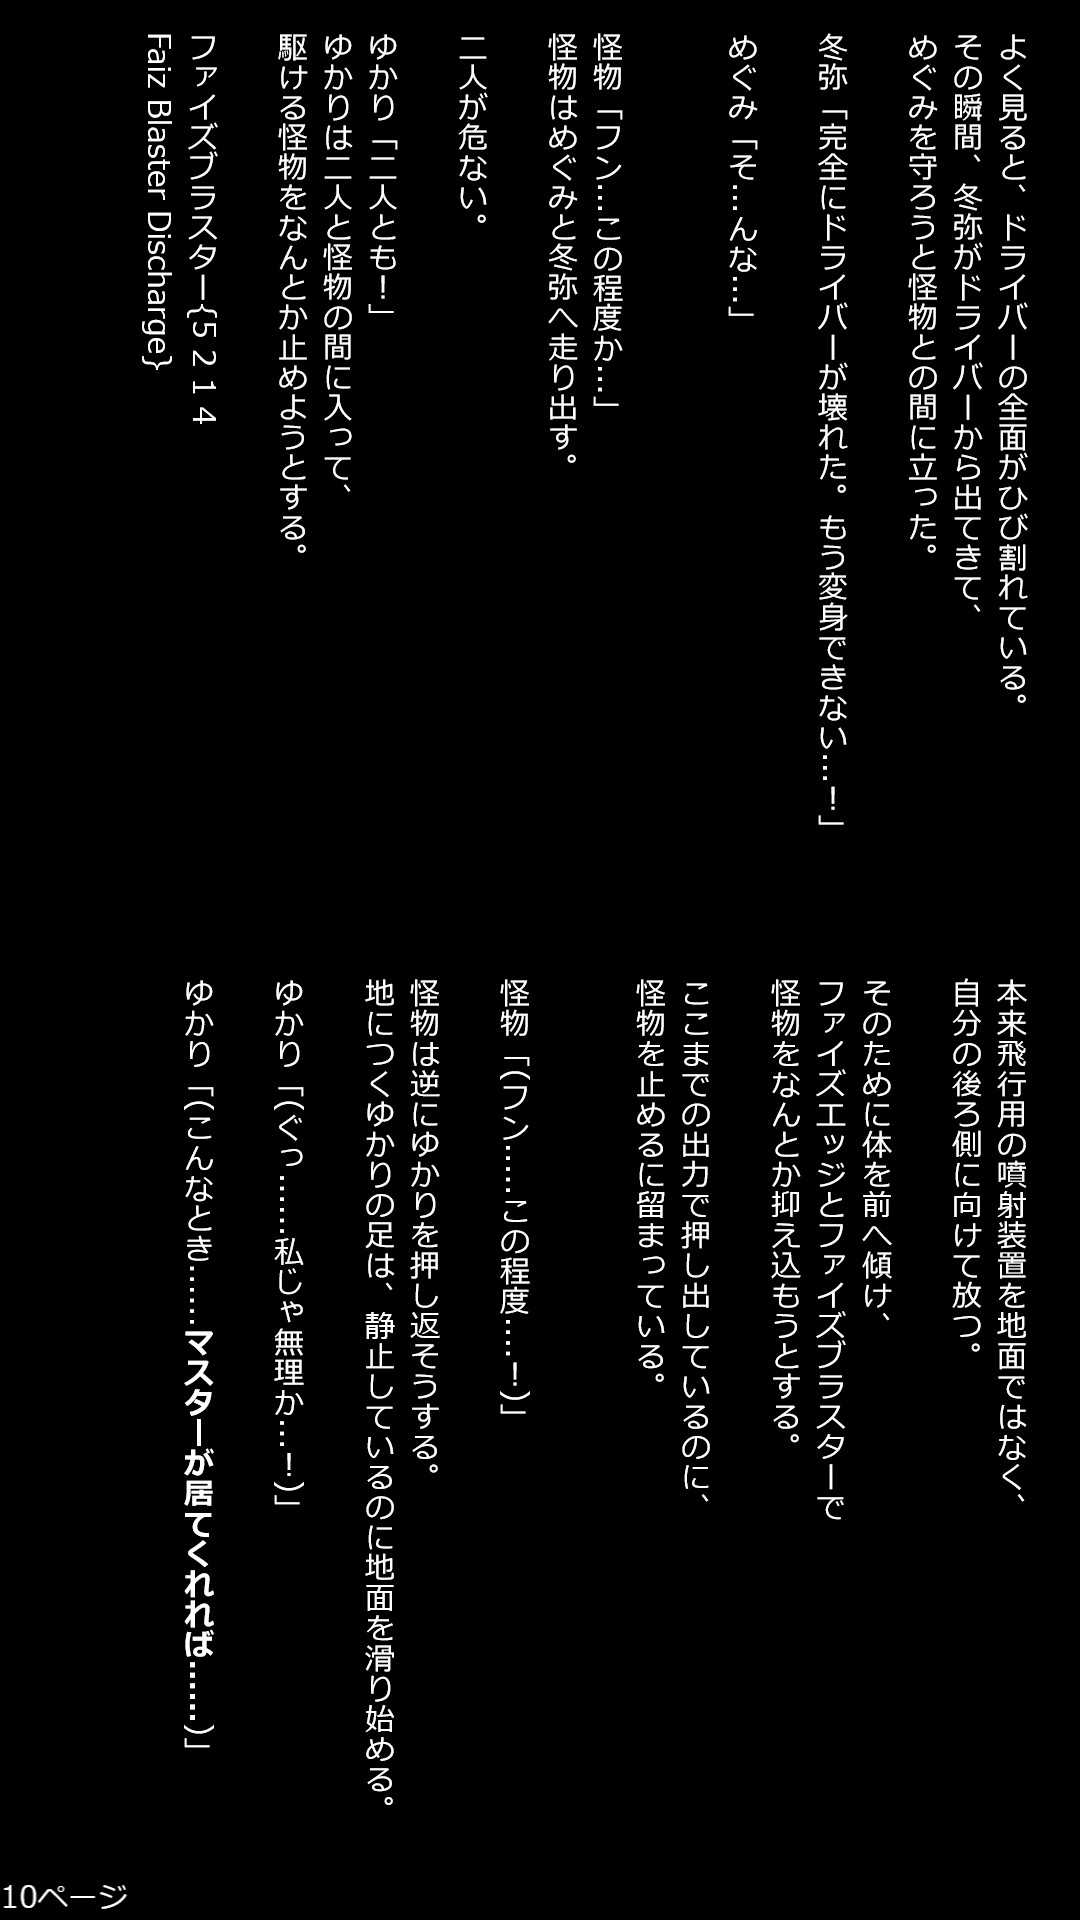 よく見ると、ドライバーの全面がひび割れている。
その瞬間、冬弥がドライバーから出てきて、
めぐみを守ろうと怪物との間に立った。
冬弥「完全にドライバーが壊れた。もう変身できない…！」
めぐみ「そ…んな…」
怪物「フン…この程度か…」
怪物はめぐみと冬弥へ走り出す。
二人が危ない。
ゆかり「二人とも！」
ゆかりは二人と怪物の間に入って、
駆ける怪物をなんとか止めようとする。
ファイズブラスター{５２１４
Faiz Blaster Discharge}
本来飛行用の噴射装置を地面ではなく、
自分の後ろ側に向けて放つ。
そのために体を前へ傾け、
ファイズエッジとファイズブラスターで
怪物をなんとか抑え込もうとする。
ここまでの出力で押し出しているのに、
怪物を止めるに留まっている。
怪物「(フン……この程度……！)」
怪物は逆にゆかりを押し返そうする。
地につくゆかりの足は、静止しているのに地面を滑り始める。
ゆかり「(ぐっ……私じゃ無理か…！)」
ゆかり「(こんなとき……マスターが居てくれれば……)」
10ページ